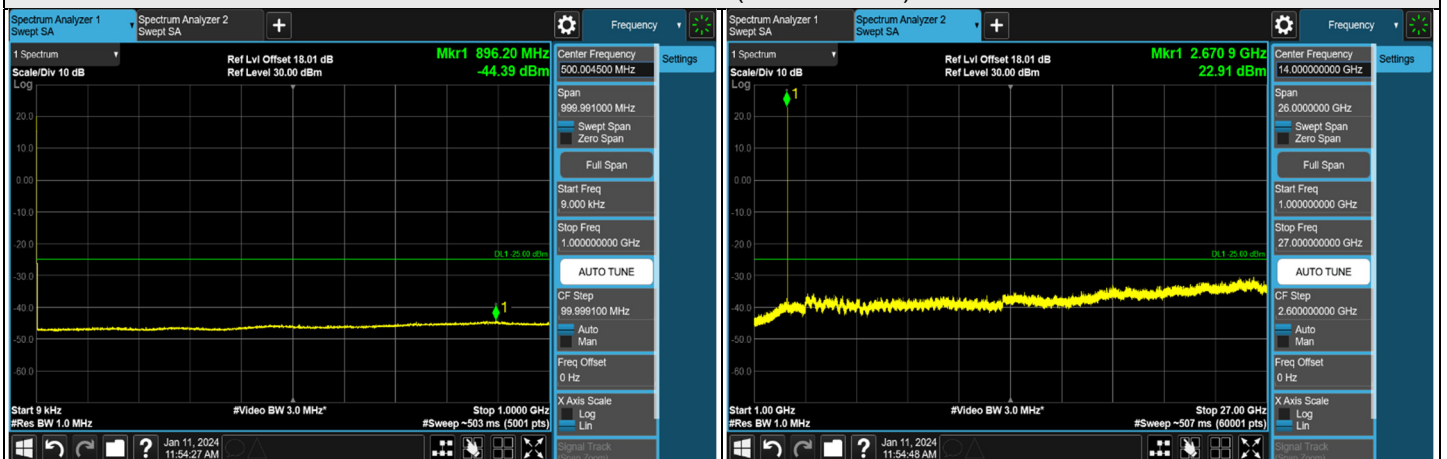 Spectrum Analyzer 1
Swept SA
Spectrum Analyzer 2
Swept SA
Frequency
1 Spectrum
Scale/Div 10 dB
Log
Ref Lvl Offset 18.01 dB
Ref Level 30.00 dBm
Mkr1 896.20 MHz
-44.39 dBm
20.0
10.0
0.00
-10.0
-20.0
-30.0
-40.0
-50.0
-60.0
DL1 -25.00 dBm
1
Start 9 kHz
#Res BW 1.0 MHz
#Video BW 3.0 MHz*
Stop 1.0000 GHz
#Sweep ~503 ms (5001 pts)
Center Frequency
500.004500 MHz
Settings
Span
999.991000 MHz
Swept Span
Zero Span
Full Span
Start Freq
9.000 kHz
Stop Freq
1.000000000 GHz
AUTO TUNE
CF Step
99.999100 MHz
Auto
Man
Freq Offset
0 Hz
X Axis Scale
Log
Lin
Signal Track
(Span Zoom)
?
Jan 11, 2024
11:54:27 AM
Spectrum Analyzer 1
Swept SA
Spectrum Analyzer 2
Swept SA
Frequency
1 Spectrum
Scale/Div 10 dB
Log
Ref Lvl Offset 18.01 dB
Ref Level 30.00 dBm
Mkr1 2.670 9 GHz
22.91 dBm
1
20.0
10.0
0.00
-10.0
-20.0
-30.0
-40.0
-50.0
-60.0
DL1 -25.00 dBm
Start 1.00 GHz
#Res BW 1.0 MHz
#Video BW 3.0 MHz*
Stop 27.00 GHz
#Sweep ~507 ms (60001 pts)
Center Frequency
14.000000000 GHz
Settings
Span
26.0000000 GHz
Swept Span
Zero Span
Full Span
Start Freq
1.000000000 GHz
Stop Freq
27.000000000 GHz
AUTO TUNE
CF Step
2.600000000 GHz
Auto
Man
Freq Offset
0 Hz
X Axis Scale
Log
Lin
Signal Track
(Span Zoom)
?
Jan 11, 2024
11:54:48 AM